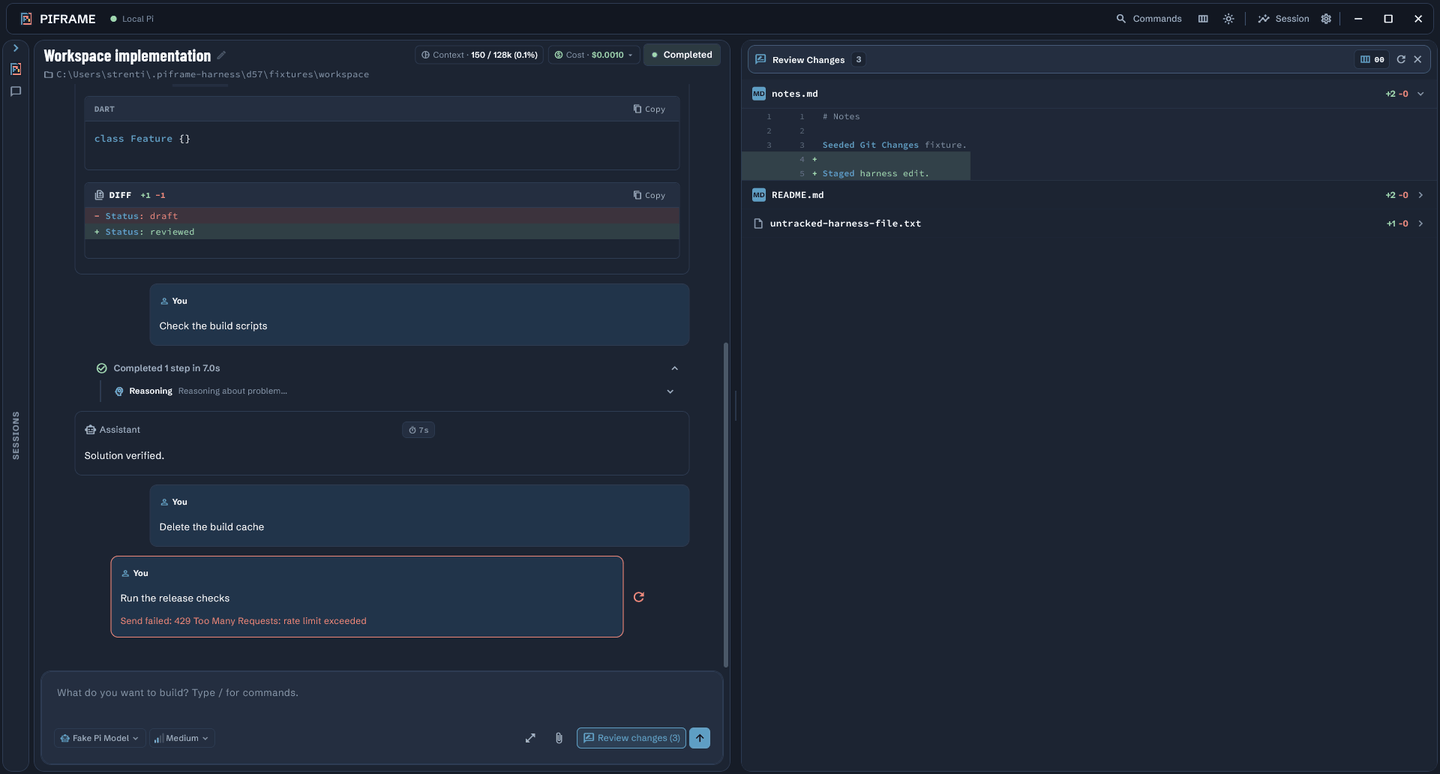 PIFRAME
Local Pi
Commands
Session
Workspace implementation
Context · 150 / 128k (0.1%)
Cost · $0.0010
Completed
C:\Users\strenti\.piframe-harness\d57\fixtures\workspace
DART
Copy
class Feature {}
DIFF +1 −1
Copy
− Status: draft
+ Status: reviewed
You
Check the build scripts
Completed 1 step in 7.0s
Reasoning Reasoning about problem...
Assistant
7s
Solution verified.
You
Delete the build cache
You
Run the release checks
Send failed: 429 Too Many Requests: rate limit exceeded
SESSIONS
What do you want to build? Type / for commands.
Fake Pi Model
Medium
Review changes (3)
Review Changes 3
00
MD notes.md +2 −0
1 1 # Notes
2 2
3 3 Seeded Git Changes fixture.
4 +
5 + Staged harness edit.
MD README.md +2 −0
untracked-harness-file.txt +1 −0